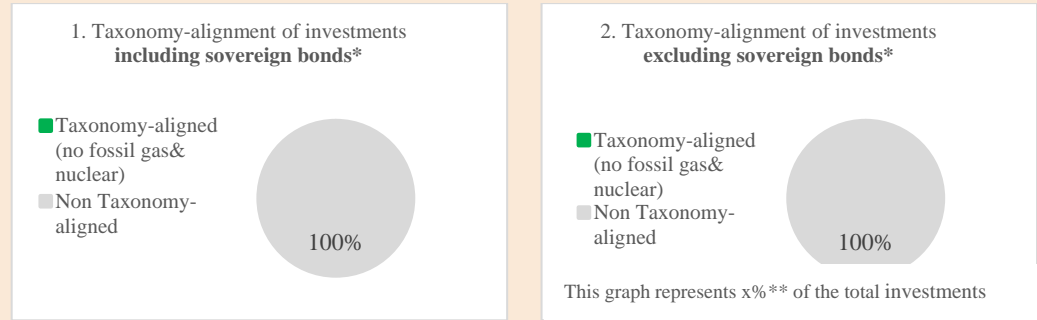 1. Taxonomy-alignment of investments
including sovereign bonds*
Taxonomy-aligned
(no fossil gas&
nuclear)
Non Taxonomy-
aligned
100%
2. Taxonomy-alignment of investments
excluding sovereign bonds*
Taxonomy-aligned
(no fossil gas&
nuclear)
Non Taxonomy-
aligned
100%
This graph represents x%** of the total investments